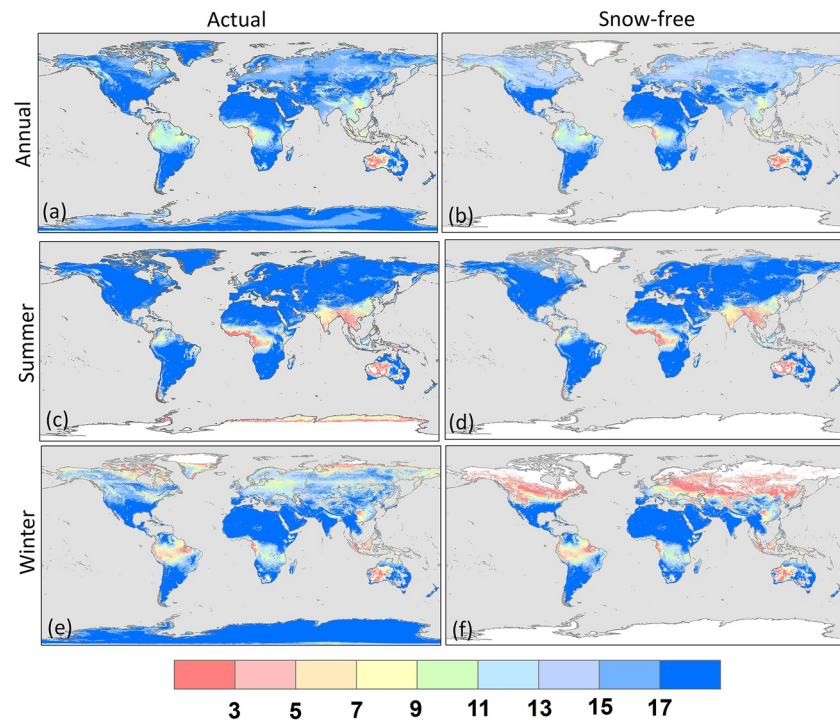 Actual Snow-free
Annual
(a) (b)
Summer
(c) (d)
Winter
(e) (f)
3 5 7 9 11 13 15 17